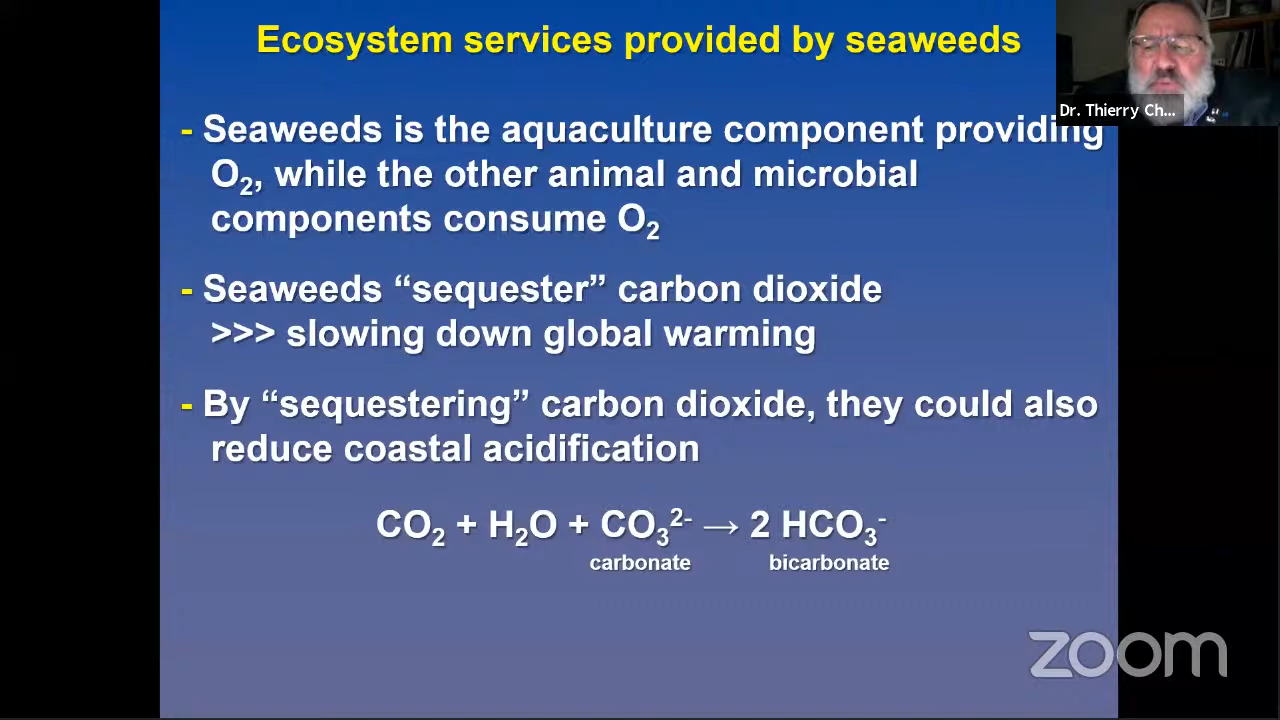 Ecosystem services provided by seaweeds
Dr. Thierry Ch...
- Seaweeds is the aquaculture component providing
O₂, while the other animal and microbial
components consume O₂
- Seaweeds “sequester” carbon dioxide
>>> slowing down global warming
- By “sequestering” carbon dioxide, they could also
reduce coastal acidification
CO₂ + H₂O + CO₃²⁻ → 2 HCO₃⁻
carbonate bicarbonate
zoom